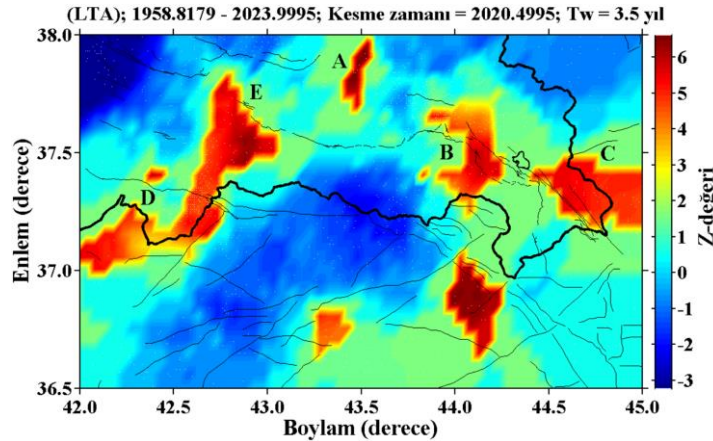 (LTA); 1958.8179 - 2023.9995; Kesme zamanı = 2020.4995; Tw = 3.5 yıl
38.0
37.5
37.0
36.5
Enlem (derece)
A
E
B
C
D
42.0 42.5 43.0 43.5 44.0 44.5 45.0
Boylam (derece)
6
5
4
3
2
1
0
-1
-2
-3
Z-değeri